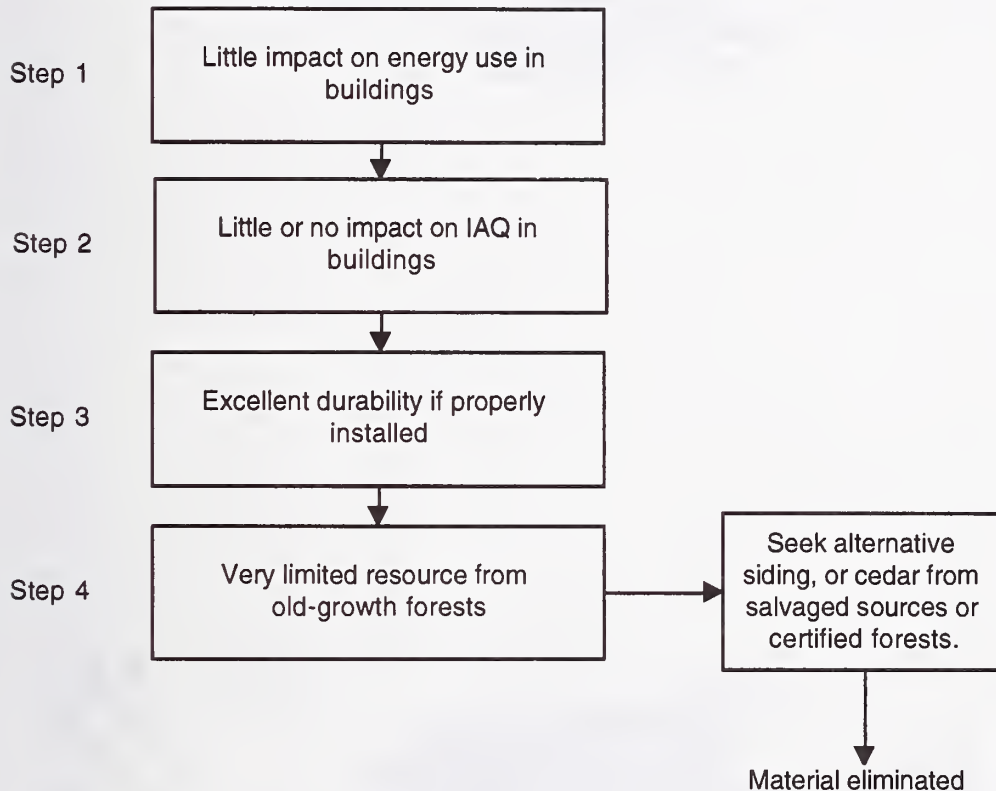 Step 1
Little impact on energy use in
buildings
Step 2
Little or no impact on IAQ in
buildings
Step 3
Excellent durability if properly
installed
Step 4
Very limited resource from
old-growth forests
Seek alternative
siding, or cedar from
salvaged sources or
certified forests.
Material eliminated